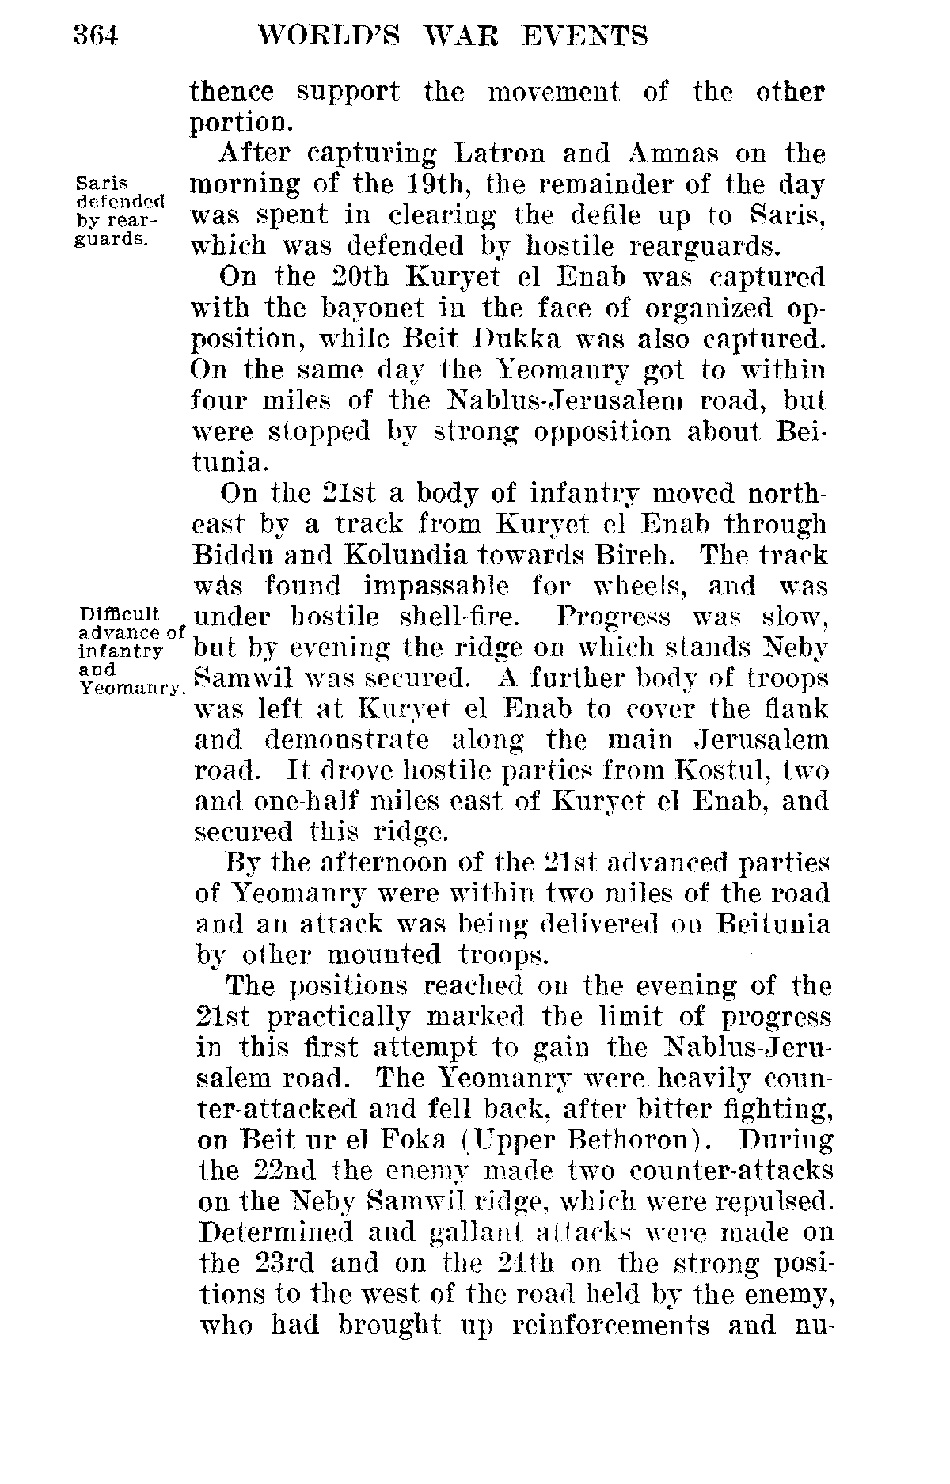 364 WORLD'S WAR EVENTS
thence support the movement of the other
portion.
After capturing Latron and Amnas on the
Saris
defended
by rear-
guards.
morning of the 19th, the remainder of the day
was spent in clearing the defile up to Saris,
which was defended by hostile rearguards.
On the 20th Kuryet el Enab was captured
with the bayonet in the face of organized op-
position, while Beit Dukka was also captured.
On the same day the Yeomanry got to within
four miles of the Nablus-Jerusalem road, but
were stopped by strong opposition about Bei-
tunia.
On the 21st a body of infantry moved north-
east by a track from Kuryet el Enab through
Biddu and Kolundia towards Bireh. The track
was found impassable for wheels, and was
Difficult
advance of
infantry
and
Yeomanry.
under hostile shell-fire. Progress was slow,
but by evening the ridge on which stands Neby
Samwil was secured. A further body of troops
was left at Kuryet el Enab to cover the flank
and demonstrate along the main Jerusalem
road. It drove hostile parties from Kostul, two
and one-half miles east of Kuryet el Enab, and
secured this ridge.
By the afternoon of the 21st advanced parties
of Yeomanry were within two miles of the road
and an attack was being delivered on Beitunia
by other mounted troops.
The positions reached on the evening of the
21st practically marked the limit of progress
in this first attempt to gain the Nablus-Jeru-
salem road. The Yeomanry were heavily coun-
ter-attacked and fell back, after bitter fighting,
on Beit ur el Foka (Upper Bethoron). During
the 22nd the enemy made two counter-attacks
on the Neby Samwil ridge, which were repulsed.
Determined and gallant attacks were made on
the 23rd and on the 24th on the strong posi-
tions to the west of the road held by the enemy,
who had brought up reinforcements and nu-